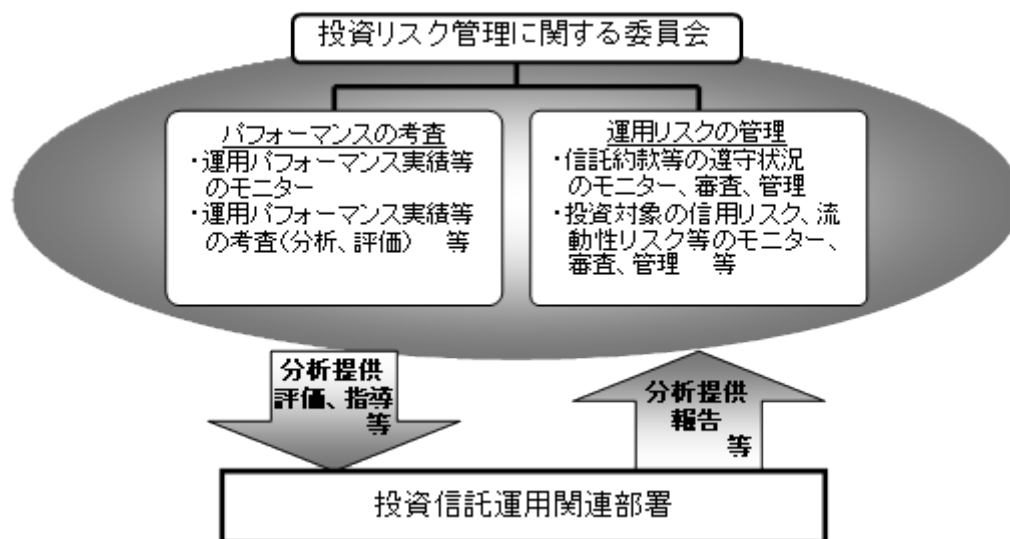 投資リスク管理に関する委員会
パフォーマンスの考査
・運用パフォーマンス実績等
のモニター
・運用パフォーマンス実績等
の考査(分析、評価) 等
運用リスクの管理
・信託約款等の遵守状況
のモニター、審査、管理
・投資対象の信用リスク、流
動性リスク等のモニター、
審査、管理 等
分析提供
評価、指導
等
分析提供
報告
等
投資信託運用関連部署